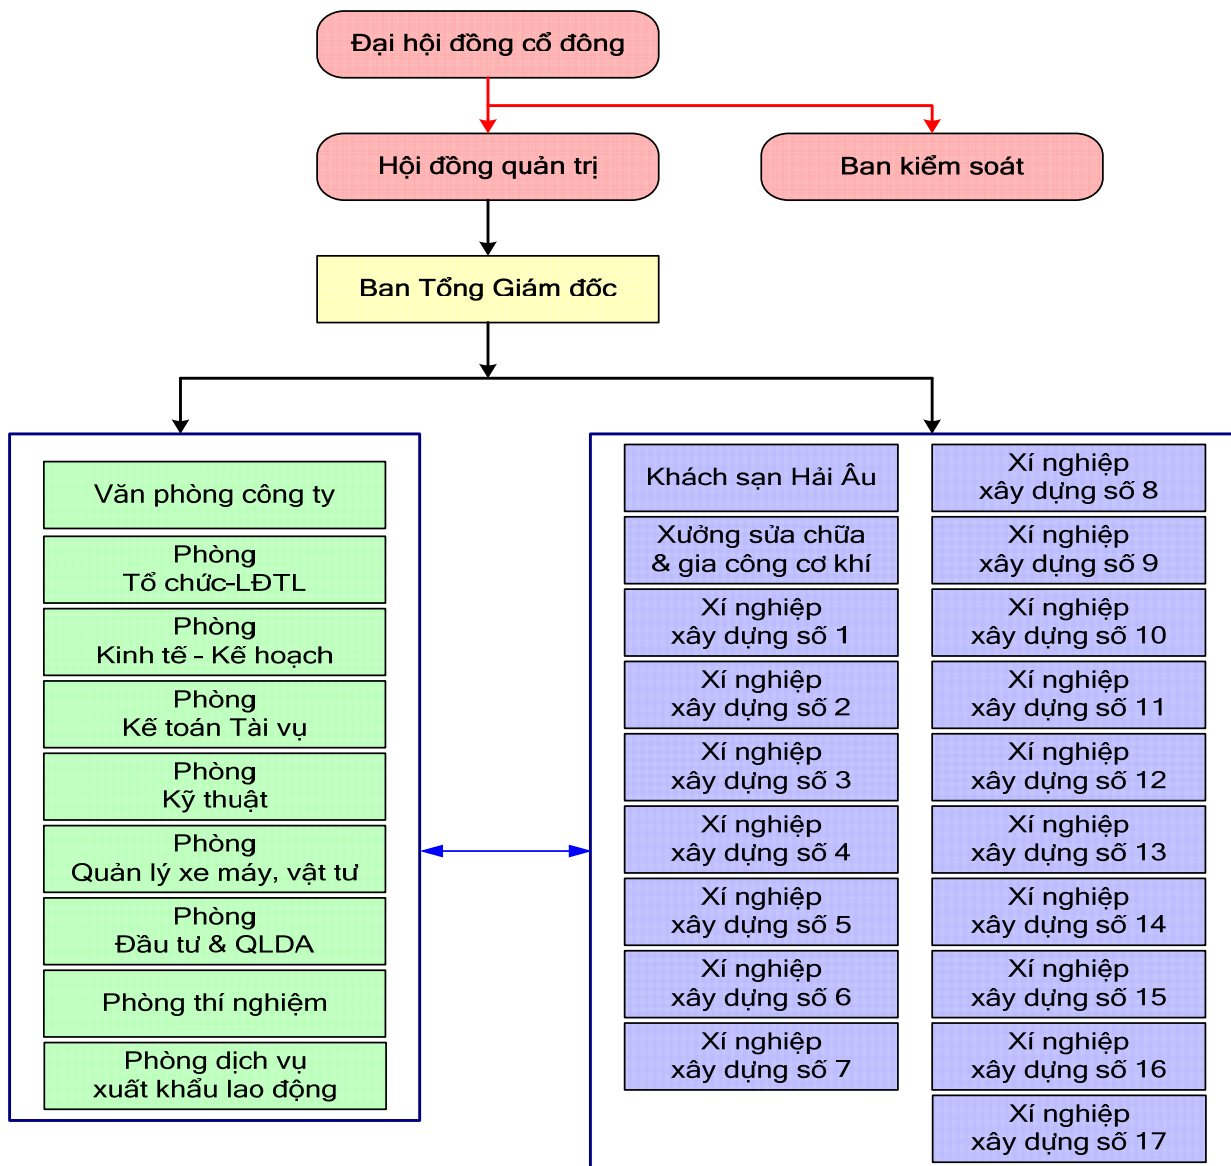 Đại hội đồng cổ đông
Hội đồng quản trị
Ban kiểm soát
Ban Tổng Giám đốc
Văn phòng công ty
Phòng
Tổ chức-LĐTL
Phòng
Kinh tế - Kế hoạch
Phòng
Kế toán Tài vụ
Phòng
Kỹ thuật
Phòng
Quản lý xe máy, vật tư
Phòng
Đầu tư & QLDA
Phòng thí nghiệm
Phòng dịch vụ
xuất khẩu lao động
Khách sạn Hải Âu
Xưởng sửa chữa
& gia công cơ khí
Xí nghiệp
xây dựng số 1
Xí nghiệp
xây dựng số 2
Xí nghiệp
xây dựng số 3
Xí nghiệp
xây dựng số 4
Xí nghiệp
xây dựng số 5
Xí nghiệp
xây dựng số 6
Xí nghiệp
xây dựng số 7
Xí nghiệp
xây dựng số 8
Xí nghiệp
xây dựng số 9
Xí nghiệp
xây dựng số 10
Xí nghiệp
xây dựng số 11
Xí nghiệp
xây dựng số 12
Xí nghiệp
xây dựng số 13
Xí nghiệp
xây dựng số 14
Xí nghiệp
xây dựng số 15
Xí nghiệp
xây dựng số 16
Xí nghiệp
xây dựng số 17